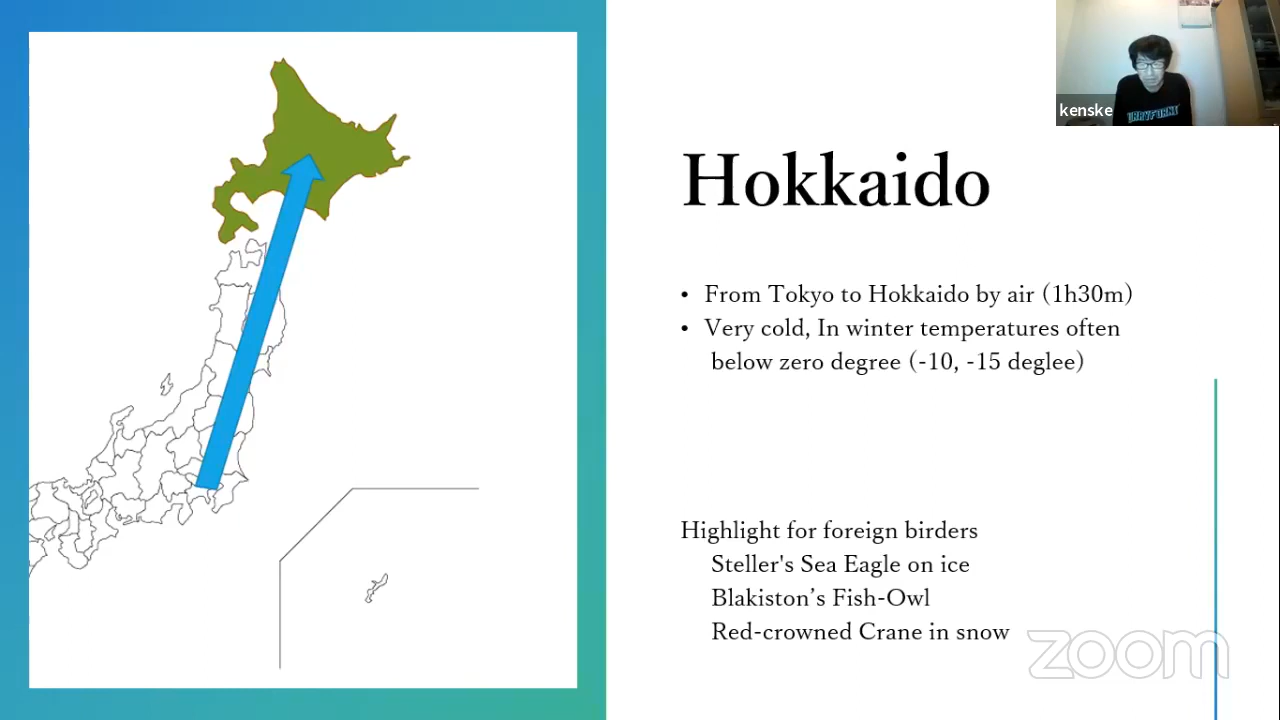 kenske
Hokkaido
• From Tokyo to Hokkaido by air (1h30m)
• Very cold, In winter temperatures often
below zero degree (-10, -15 deglee)
Highlight for foreign birders
Steller's Sea Eagle on ice
Blakiston’s Fish-Owl
Red-crowned Crane in snow
zoom